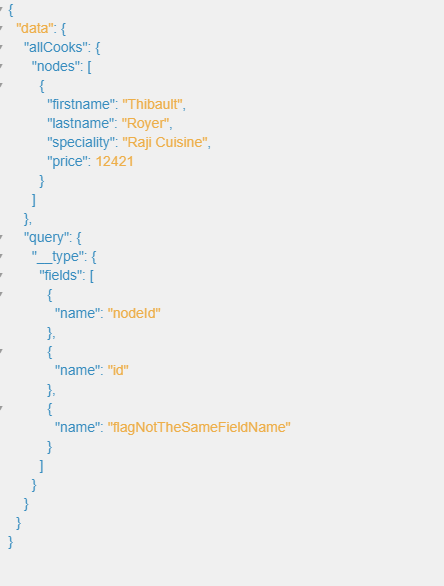 {
"data": {
"allCooks": {
"nodes": [
{
"firstname": "Thibault",
"lastname": "Royer",
"speciality": "Raji Cuisine",
"price": 12421
}
]
},
"query": {
"__type": {
"fields": [
{
"name": "nodeId"
},
{
"name": "id"
},
{
"name": "flagNotTheSameFieldName"
}
]
}
}
}
}